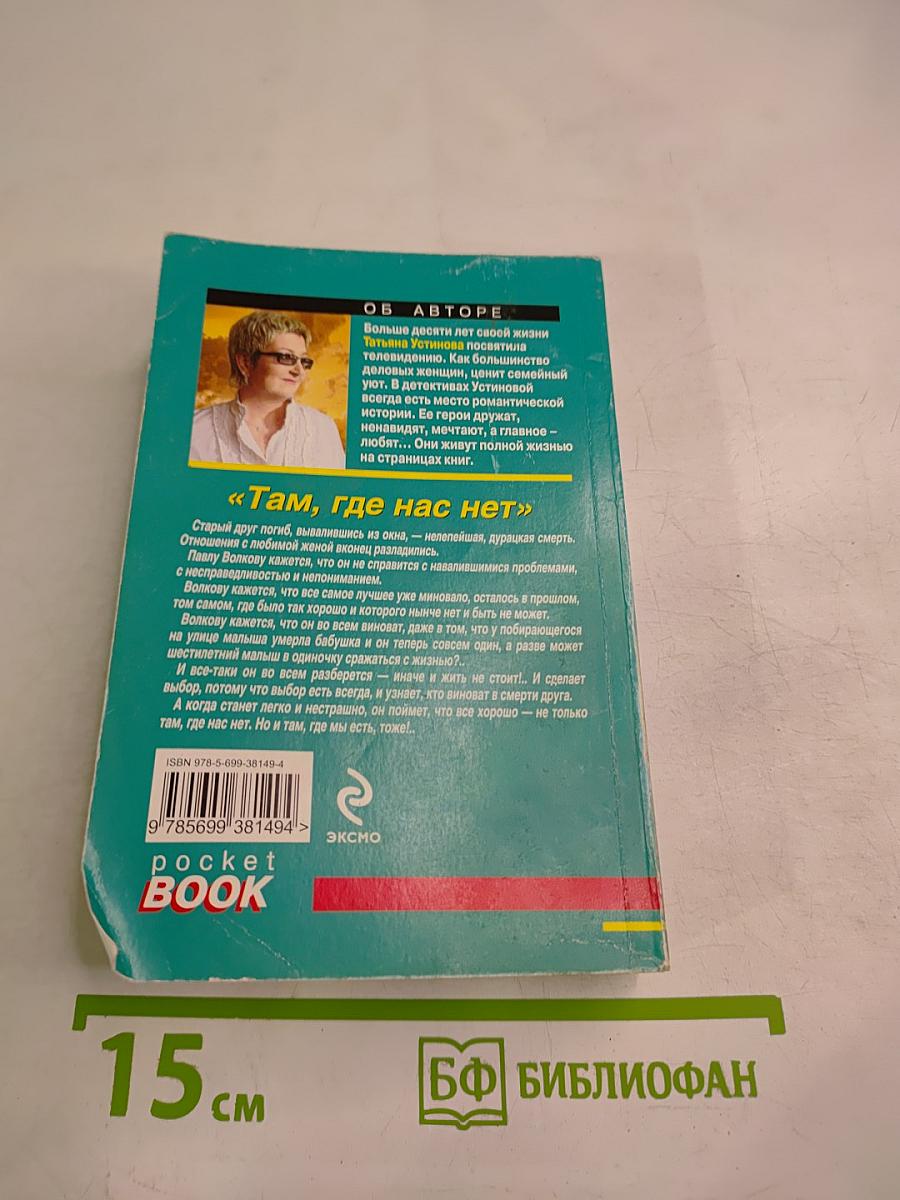 ОБ АВТОРЕ
Больше десяти лет своей жизни
Татьяна Устинова посвятила
телевидению. Как большинство
деловых женщин, ценит семейный
уют. В детективах Устиновой
всегда есть место романтической
истории. Ее герои дружат,
ненавидят, мечтают, а главное –
любят... Они живут полной жизнью
на страницах книг.
«Там, где нас нет»
Старый друг погиб, вывалившись из окна, — нелепейшая, дурацкая смерть.
Отношения с любимой женой вконец разладились.
Павлу Волкову кажется, что он не справится с навалившимися проблемами,
с несправедливостью и непониманием.
Волкову кажется, что все самое лучшее уже миновало, осталось в прошлом,
том самом, где было так хорошо и которого нынче нет и быть не может.
Волкову кажется, что он во всем виноват, даже в том, что у побирающегося
на улице малыша умерла бабушка и он теперь совсем один, а разве может
шестилетний малыш в одиночку сражаться с жизнью?..
И все-таки он во всем разберется — иначе и жить не стоит!.. И сделает
выбор, потому что выбор есть всегда, и узнает, кто виноват в смерти друга.
А когда станет легко и нестрашно, он поймет, что все хорошо — не только
там, где нас нет. Но и там, где мы есть, тоже!..
ISBN 978-5-699-38149-4
9 785699 381494 >
ЭКСМО
pocket
BOOK
15 см
БФ БИБЛИОФАН